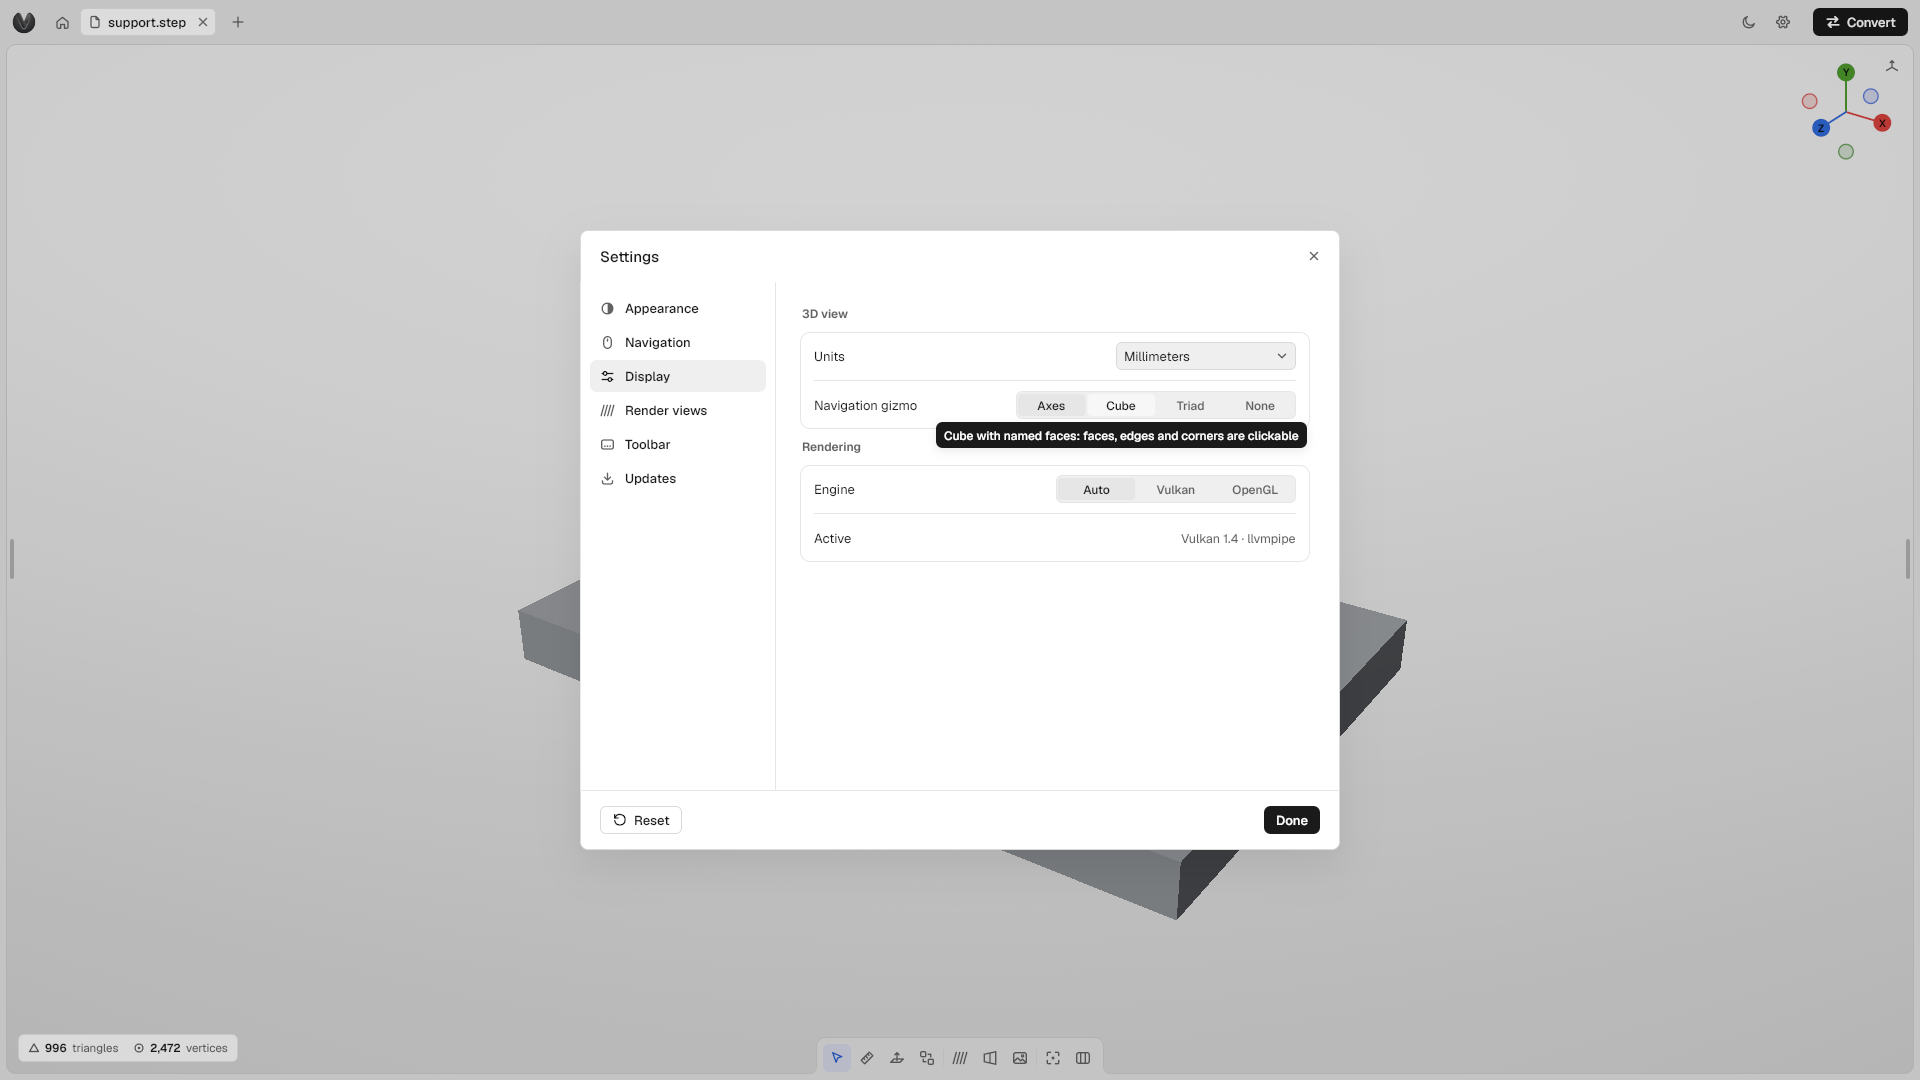 support.step
Convert
Y
X
Z
Settings
Appearance
Navigation
Display
Render views
Toolbar
Updates
3D view
Units
Millimeters
Navigation gizmo
Axes
Cube
Triad
None
Cube with named faces: faces, edges and corners are clickable
Rendering
Engine
Auto
Vulkan
OpenGL
Active
Vulkan 1.4 · llvmpipe
Reset
Done
996 triangles
2,472 vertices